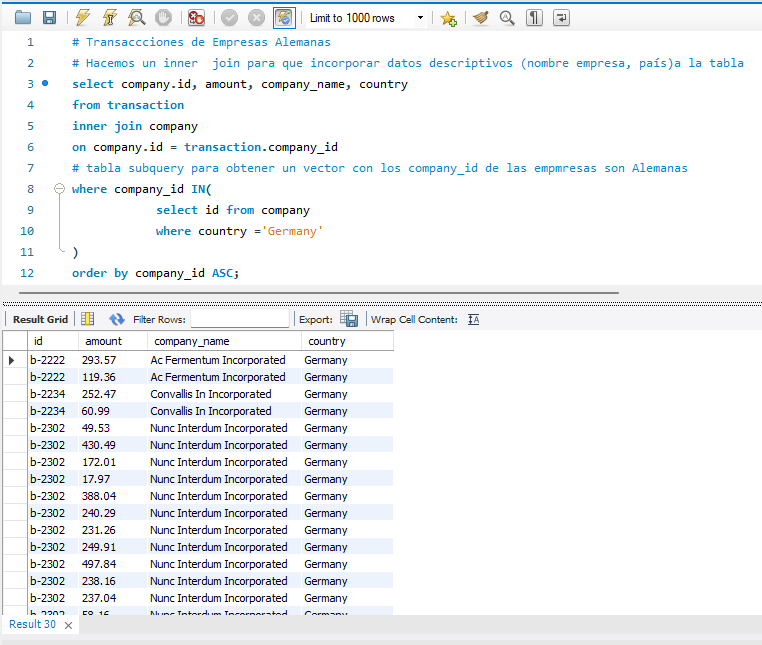 Limit to 1000 rows
1 # Transaccciones de Empresas Alemanas
2 # Hacemos un inner  join para que incorporar datos descriptivos (nombre empresa, país)a la tabla
3 select company.id, amount, company_name, country
4 from transaction
5 inner join company
6 on company.id = transaction.company_id
7 # tabla subquery para obtener un vector con los company_id de las empmresas son Alemanas
8 where company_id IN(
9 select id from company
10 where country ='Germany'
11 )
12 order by company_id ASC;
Result Grid Filter Rows: Export: Wrap Cell Content: IA
id amount company_name country
b-2222 293.57 Ac Fermentum Incorporated Germany
b-2222 119.36 Ac Fermentum Incorporated Germany
b-2234 252.47 Convallis In Incorporated Germany
b-2234 60.99 Convallis In Incorporated Germany
b-2302 49.53 Nunc Interdum Incorporated Germany
b-2302 430.49 Nunc Interdum Incorporated Germany
b-2302 172.01 Nunc Interdum Incorporated Germany
b-2302 17.97 Nunc Interdum Incorporated Germany
b-2302 388.04 Nunc Interdum Incorporated Germany
b-2302 240.29 Nunc Interdum Incorporated Germany
b-2302 231.26 Nunc Interdum Incorporated Germany
b-2302 249.91 Nunc Interdum Incorporated Germany
b-2302 497.84 Nunc Interdum Incorporated Germany
b-2302 238.16 Nunc Interdum Incorporated Germany
b-2302 237.04 Nunc Interdum Incorporated Germany
b-2302 58.16 Nunc Interdum Incorporated Germany
Result 30